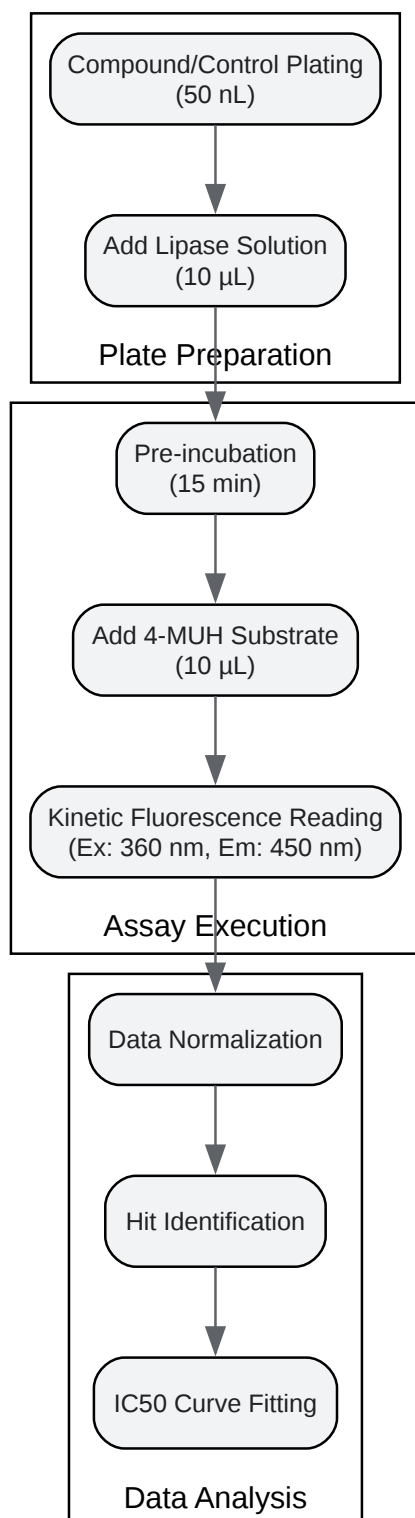 Compound/Control Plating
(50 nL)
Add Lipase Solution
(10 µL)
Plate Preparation
Pre-incubation
(15 min)
Add 4-MUH Substrate
(10 µL)
Kinetic Fluorescence Reading
(Ex: 360 nm, Em: 450 nm)
Assay Execution
Data Normalization
Hit Identification
IC50 Curve Fitting
Data Analysis